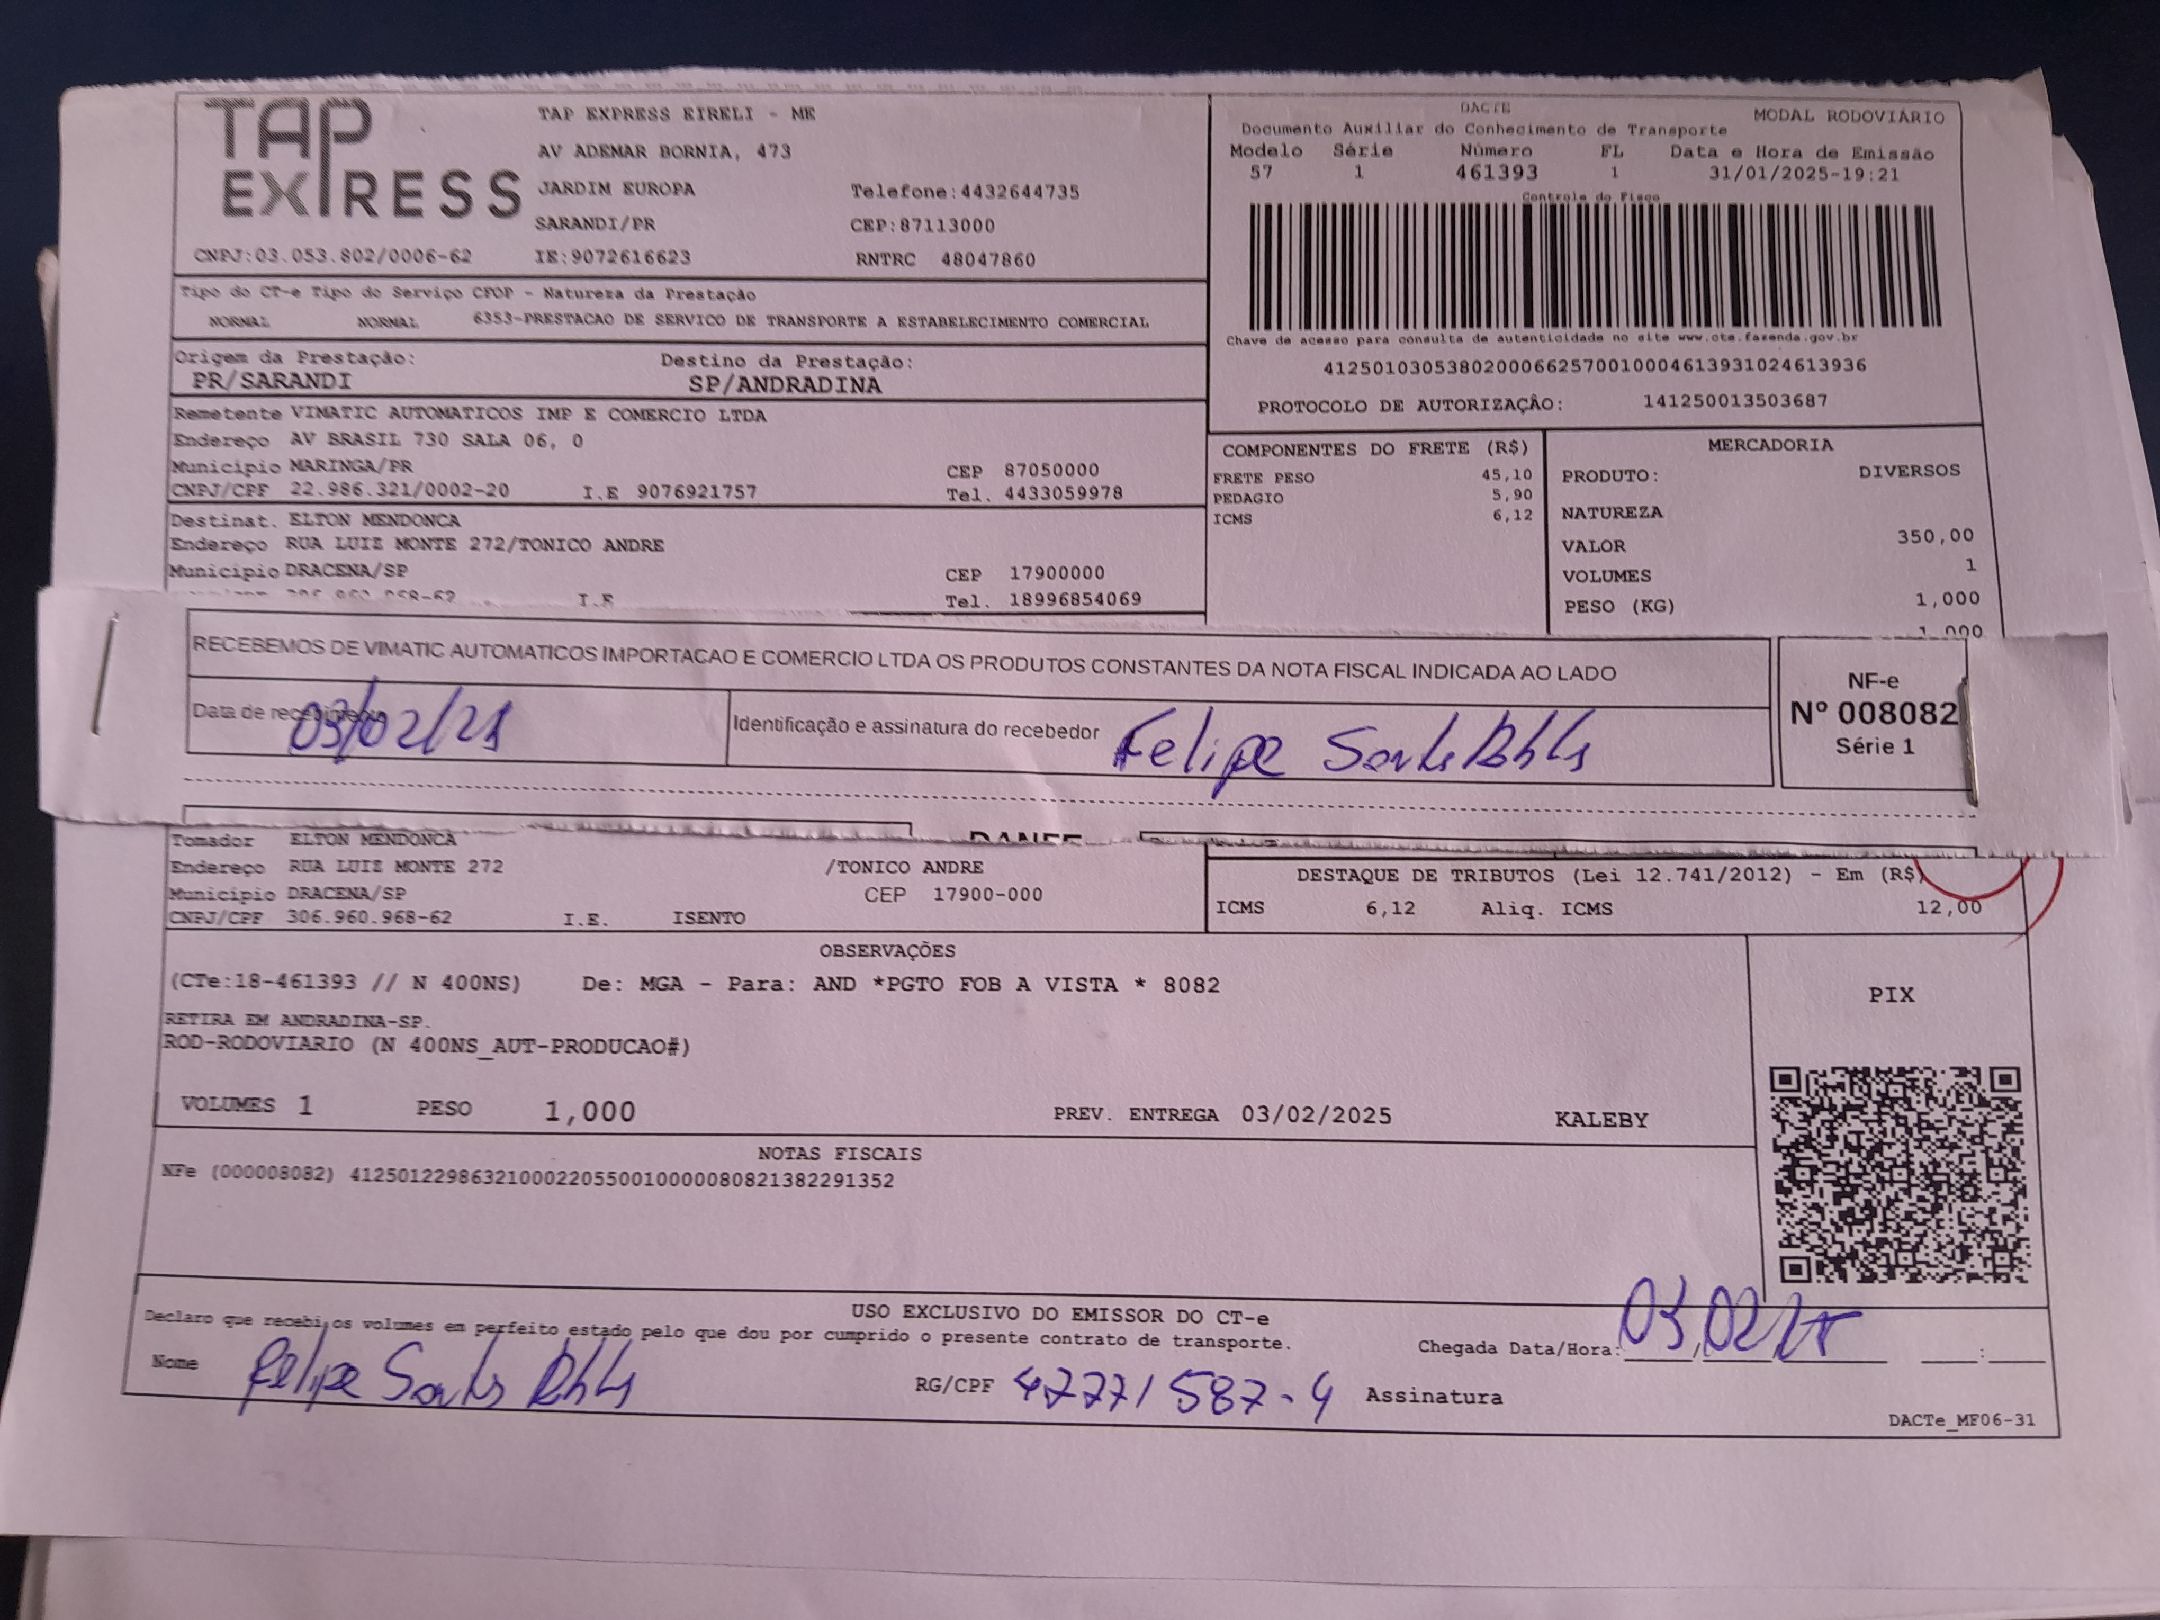 TAP EXPRESS
TAP EXPRESS EIRELI - ME
AV ADEMAR BORNIA, 473
JARDIM EUROPA Telefone:4432644735
SARANDI/PR CEP:87113000
CNPJ:03.053.802/0006-62 IE:9072616623 RNTRC 48047860
DACTE MODAL RODOVIÁRIO
Documento Auxiliar do Conhecimento de Transporte
Modelo Série Número FL Data e Hora de Emissão
57 1 461393 1 31/01/2025-19:21
Controle do Fisco
Chave de acesso para consulta de autenticidade no site www.cte.fazenda.gov.br
41250103053802000662570010004613931024613936
PROTOCOLO DE AUTORIZAÇÃO: 141250013503687
Tipo do CT-e Tipo do Serviço CFOP - Natureza da Prestação
NORMAL NORMAL 6353-PRESTACAO DE SERVICO DE TRANSPORTE A ESTABELECIMENTO COMERCIAL
Origem da Prestação: Destino da Prestação:
PR/SARANDI SP/ANDRADINA
Remetente VIMATIC AUTOMATICOS IMP E COMERCIO LTDA
Endereço AV BRASIL 730 SALA 06, 0
Município MARINGA/PR CEP 87050000
CNPJ/CPF 22.986.321/0002-20 I.E 9076921757 Tel. 4433059978
Destinat. ELTON MENDONCA
Endereço RUA LUIZ MONTE 272/TONICO ANDRE
Município DRACENA/SP CEP 17900000
I.E Tel. 18996854069
COMPONENTES DO FRETE (R$)
FRETE PESO 45,10
PEDAGIO 5,90
ICMS 6,12
MERCADORIA
PRODUTO: DIVERSOS
NATUREZA
VALOR 350,00
VOLUMES 1
PESO (KG) 1,000
1,000
RECEBEMOS DE VIMATIC AUTOMATICOS IMPORTACAO E COMERCIO LTDA OS PRODUTOS CONSTANTES DA NOTA FISCAL INDICADA AO LADO
Data de recebimento 03/02/25
Identificação e assinatura do recebedor Felipe
NF-e
Nº 008082
Série 1
DANFE
Tomador ELTON MENDONCA
Endereço RUA LUIZ MONTE 272 /TONICO ANDRE
Município DRACENA/SP CEP 17900-000
CNPJ/CPF 306.960.968-62 I.E. ISENTO
DESTAQUE DE TRIBUTOS (Lei 12.741/2012) - Em (R$)
ICMS 6,12 Aliq. ICMS 12,00
OBSERVAÇÕES
(CTe:18-461393 // N 400NS) De: MGA - Para: AND *PGTO FOB A VISTA * 8082
RETIRA EM ANDRADINA-SP.
ROD-RODOVIARIO (N 400NS_AUT-PRODUCAO#)
PIX
VOLUMES 1 PESO 1,000 PREV. ENTREGA 03/02/2025 KALEBY
NOTAS FISCAIS
NFe (000008082) 41250122986321000220550010000080821382291352
USO EXCLUSIVO DO EMISSOR DO CT-e
Declaro que recebi os volumes em perfeito estado pelo que dou por cumprido o presente contrato de transporte.
Chegada Data/Hora: 03/02/25 :
Nome Felipe RG/CPF 47771587-4 Assinatura
DACTe_MF06-31